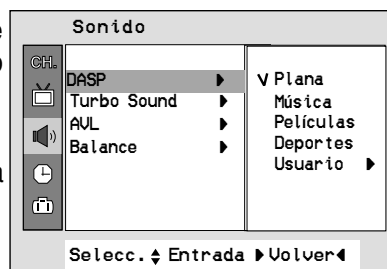 Sonido
CH.
DASP
Turbo Sound
AVL
Balance
V Plana
Música
Películas
Deportes
Usuario
Selecc. Entrada Volver